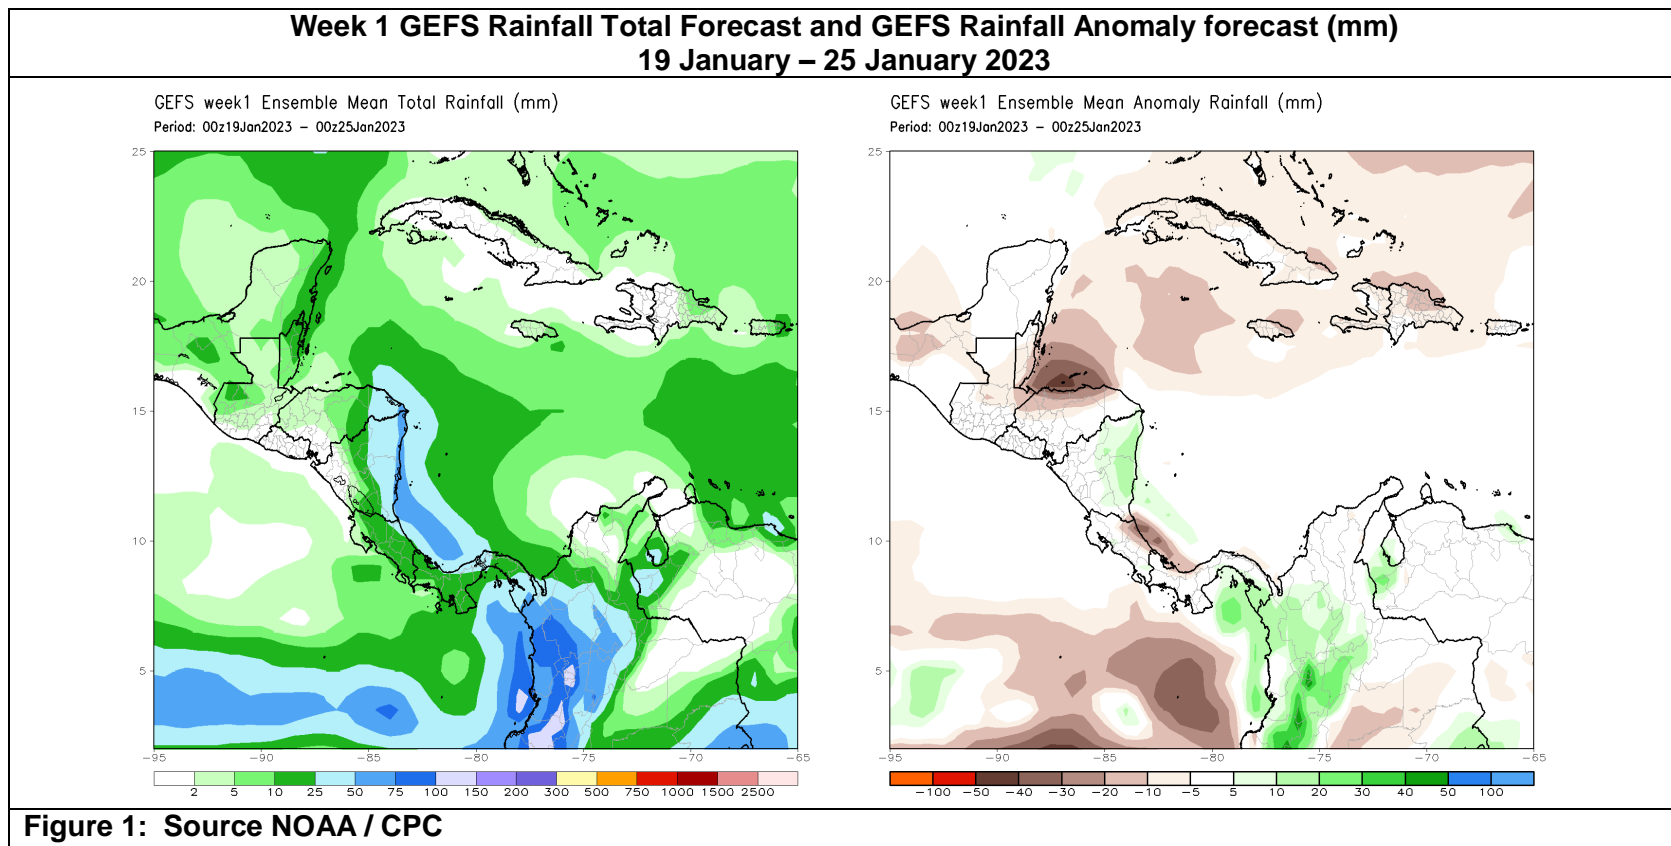 Week 1 GEFS Rainfall Total Forecast and GEFS Rainfall Anomaly forecast (mm)
19 January – 25 January 2023
GEFS week1 Ensemble Mean Total Rainfall (mm)
Period: 00z19Jan2023 – 00z25Jan2023
25
20
15
10
5
−95
−90
−85
−80
−75
−70
−65
2 5 10 25 50 75 100 150 200 300 500 750 1000 1500 2500
GEFS week1 Ensemble Mean Anomaly Rainfall (mm)
Period: 00z19Jan2023 – 00z25Jan2023
25
20
15
10
5
−95
−90
−85
−80
−75
−70
−65
−100 −50 −40 −30 −20 −10 −5 5 10 20 30 40 50 100
Figure 1: Source NOAA / CPC